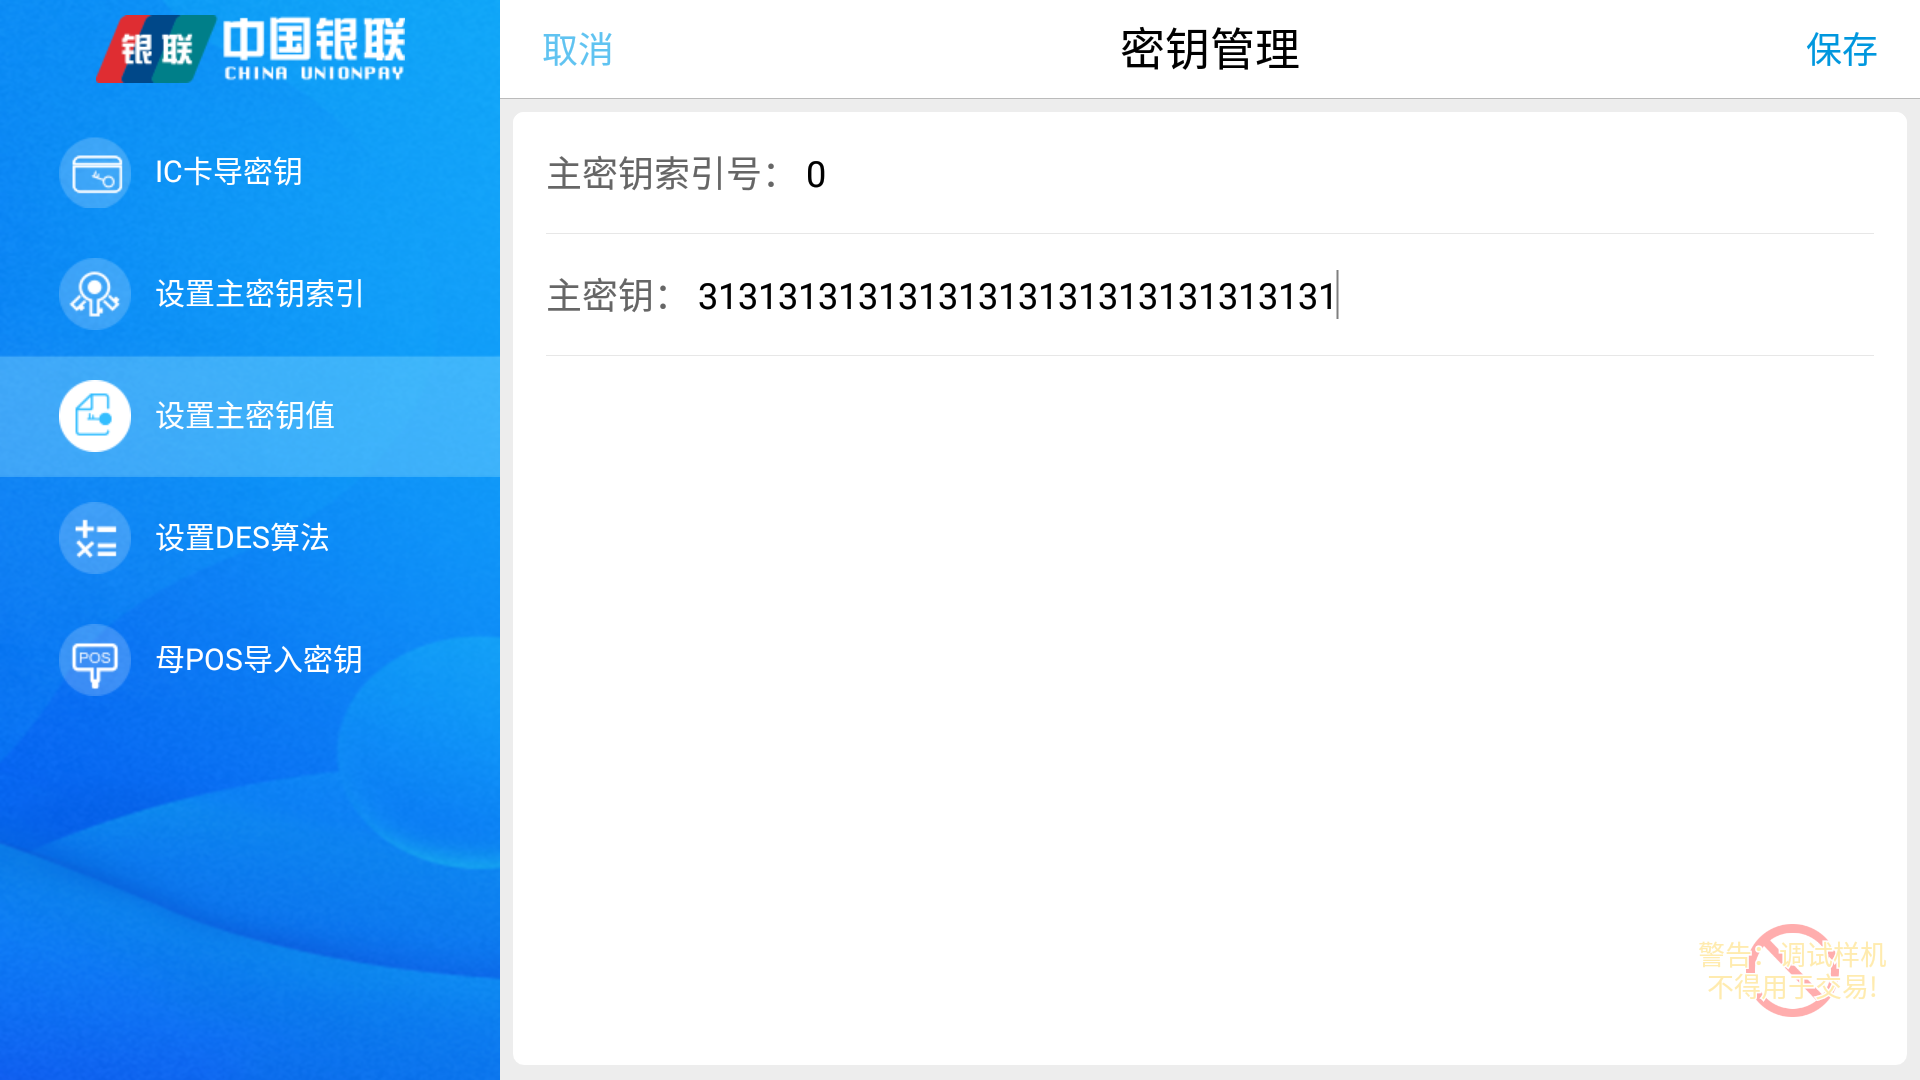 银联 中国银联
CHINA UNIONPAY
取消
密钥管理
保存
IC卡导密钥
设置主密钥索引
设置主密钥值
设置DES算法
POS
母POS导入密钥
主密钥索引号： 0
主密钥： 31313131313131313131313131313131
警告：调试样机
不得用于交易!